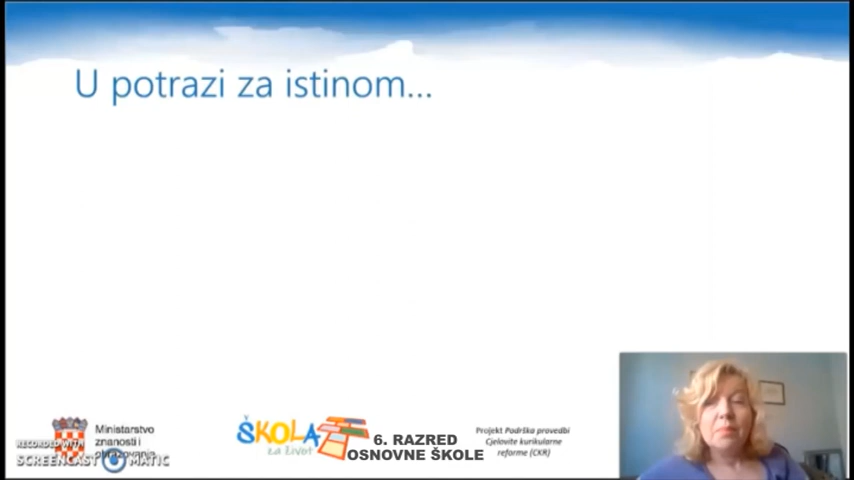 U potrazi za istinom...
Ministarstvo
znanosti i
obrazovanja
RECORDED WITH
SCREENCAST MATIC
ŠKOLA
za život
6. RAZRED
OSNOVNE ŠKOLE
Projekt Podrška provedbi
Cjelovite kurikularne
reforme (CKR)